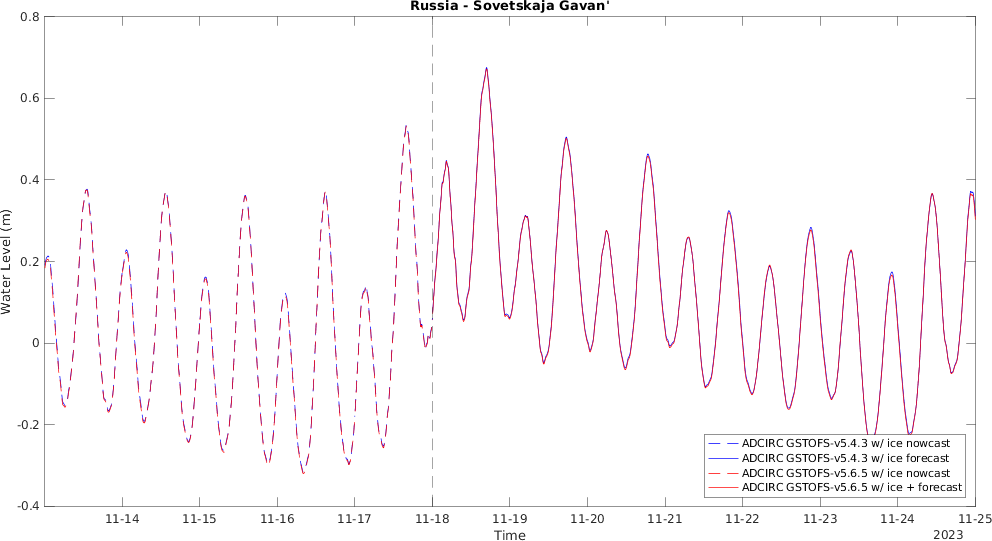 Russia - Sovetskaja Gavan'
0.8
0.6
0.4
0.2
0
-0.2
-0.4
Water Level (m)
ADCIRC GSTOFS-v5.4.3 w/ ice nowcast
ADCIRC GSTOFS-v5.4.3 w/ ice forecast
ADCIRC GSTOFS-v5.6.5 w/ ice nowcast
ADCIRC GSTOFS-v5.6.5 w/ ice + forecast
11-14 11-15 11-16 11-17 11-18 11-19 11-20 11-21 11-22 11-23 11-24 11-25
Time
2023